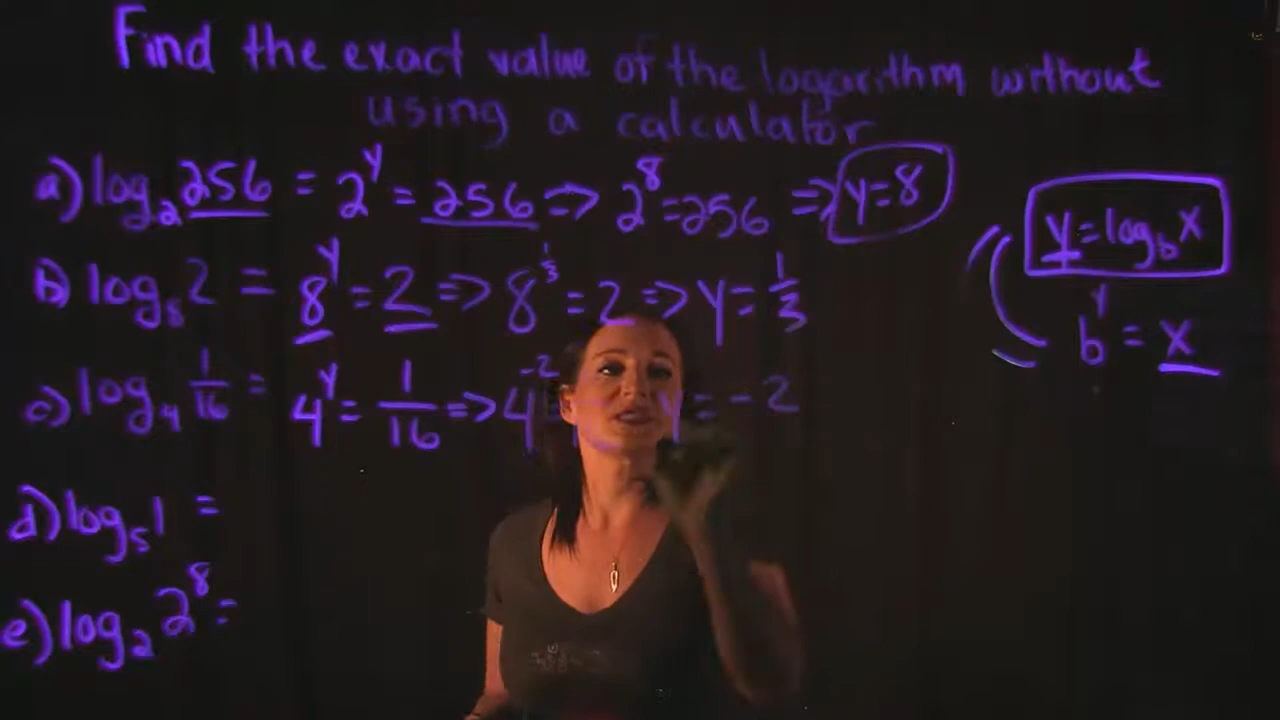 Find the exact value of the logarithm without
using a calculator
a) log₂256 = 2ʸ = 256 => 2⁸ = 256 => y = 8
b) log₈2 = 8ʸ = 2 => 8^(1/3) = 2 => y = 1/3
c) log₄ 1/16 = 4ʸ = 1/16 => 4⁻² = y = -2
d) log₅1 =
e) log₂2⁸ =
y = log_b x
bʸ = x